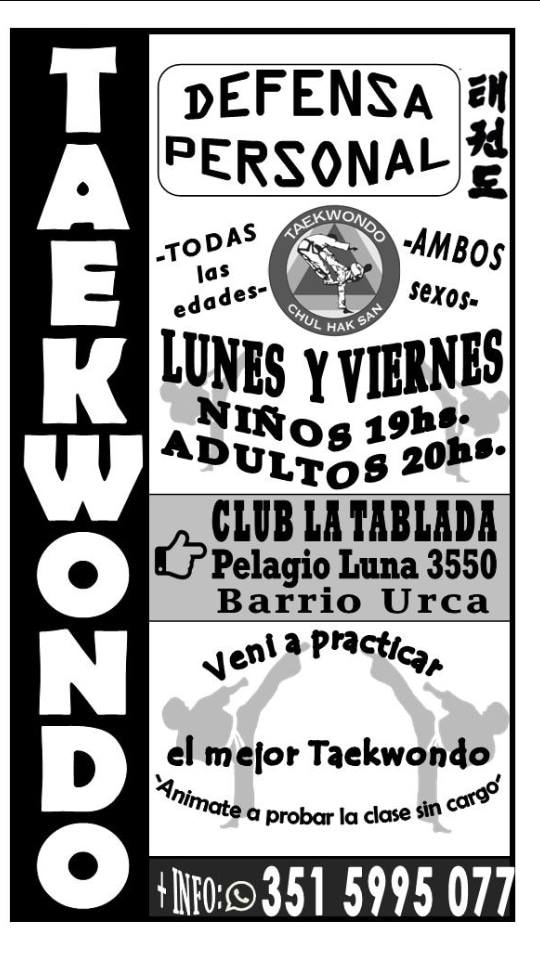 TAEKWONDO
DEFENSA
PERSONAL
태권도
-TODAS
las
edades-
TAEKWONDO
CHUL HAK SAN
-AMBOS
sexos-
LUNES Y VIERNES
NIÑOS 19hs.
ADULTOS 20hs.
CLUB LA TABLADA
Pelagio Luna 3550
Barrio Urca
Veni a practicar
el mejor Taekwondo
-Animate a probar la clase sin cargo-
+ INFO: 351 5995 077